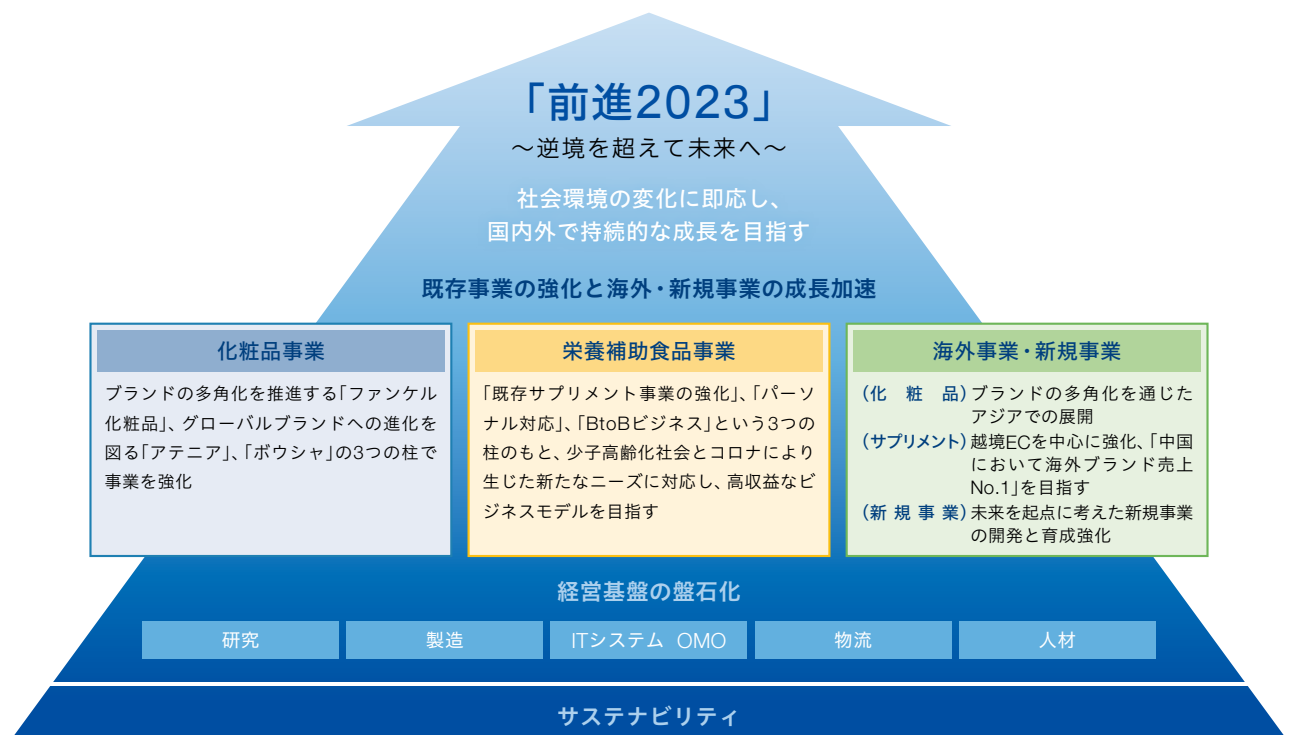 「前進2023」
～逆境を超えて未来へ～
社会環境の変化に即応し、
国内外で持続的な成長を目指す
既存事業の強化と海外・新規事業の成長加速
化粧品事業
ブランドの多角化を推進する「ファンケル
化粧品」、グローバルブランドへの進化を
図る「アテニア」、「ボウシャ」の3つの柱で
事業を強化
栄養補助食品事業
「既存サプリメント事業の強化」、「パーソ
ナル対応」、「BtoBビジネス」という3つの
柱のもと、少子高齢化社会とコロナにより
生じた新たなニーズに対応し、高収益なビ
ジネスモデルを目指す
海外事業・新規事業
（化粧品）ブランドの多角化を通じた
アジアでの展開
（サプリメント）越境ECを中心に強化、「中国
において海外ブランド売上
No.1」を目指す
（新規事業）未来を起点に考えた新規事業
の開発と育成強化
経営基盤の盤石化
研究
製造
ITシステム OMO
物流
人材
サステナビリティ